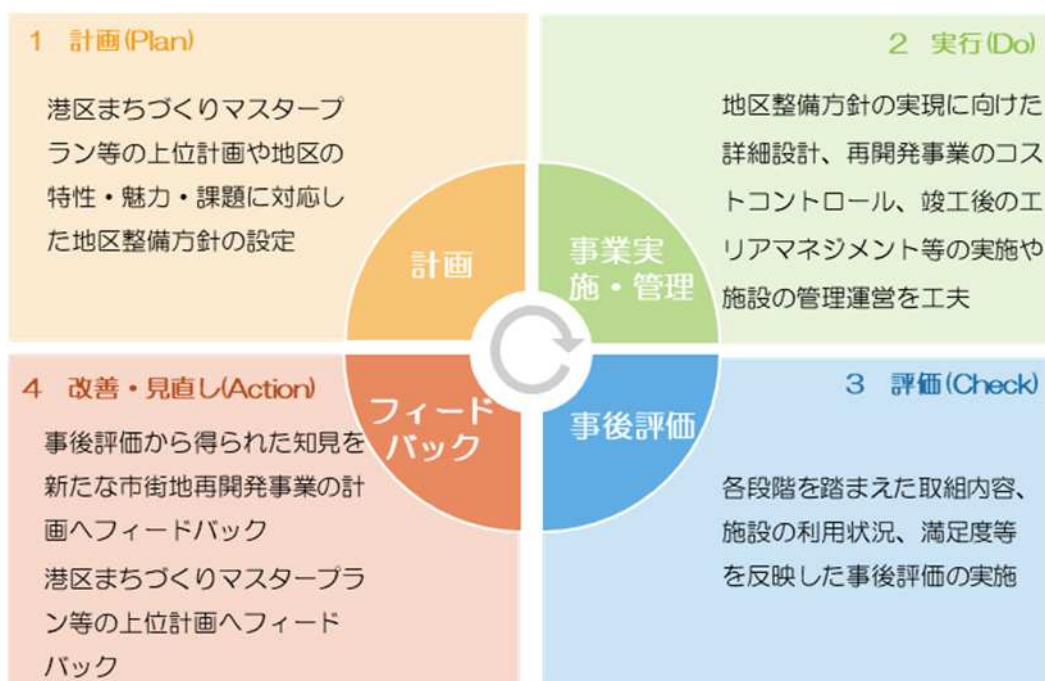 1 計画(Plan)
港区まちづくりマスタープ
ラン等の上位計画や地区の
特性・魅力・課題に対応し
た地区整備方針の設定
計画
2 実行(Do)
地区整備方針の実現に向けた
詳細設計、再開発事業のコス
トコントロール、竣工後のエ
リアマネジメント等の実施や
施設の管理運営を工夫
事業実
施・管理
3 評価(Check)
各段階を踏まえた取組内容、
施設の利用状況、満足度等
を反映した事後評価の実施
事後評価
4 改善・見直し(Action)
事後評価から得られた知見を
新たな市街地再開発事業の計
画へフィードバック
港区まちづくりマスタープラ
ン等の上位計画へフィード
バック
フィード
バック